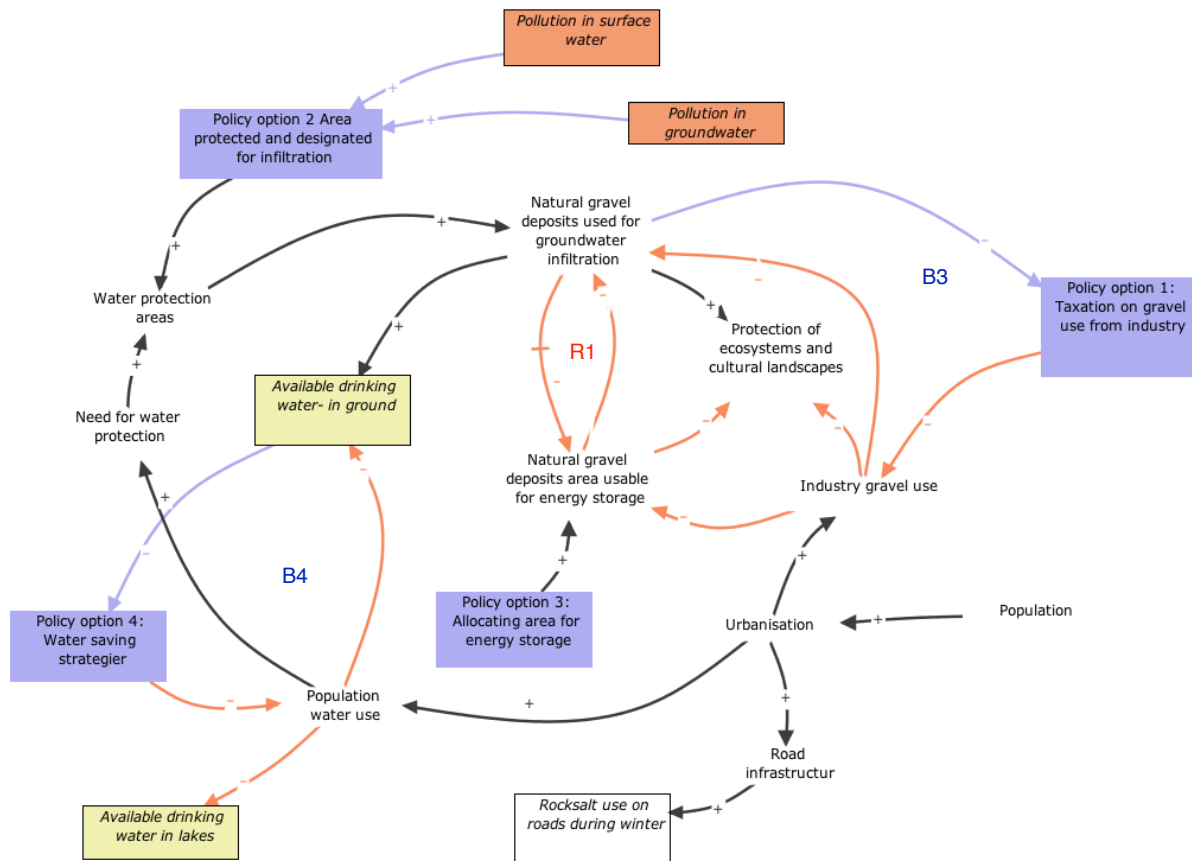 Pollution in surface
water
Policy option 2 Area
protected and designated
for infiltration
Pollution in
groundwater
+
+
Natural gravel
deposits used for
groundwater
infiltration
+
+
-
-
B3
Water protection
areas
Policy option 1:
Taxation on gravel
use from industry
-
+
+
Protection of
ecosystems and
cultural landscapes
R1
+
-
Available drinking
water- in ground
Need for water
protection
-
-
-
-
Natural gravel
deposits area usable
for energy storage
Industry gravel use
+
-
-
+
+
B4
Policy option 4:
Water saving
strategier
Policy option 3:
Allocating area for
energy storage
Urbanisation
+
Population
-
Population
water use
+
+
Road
infrastructur
-
Available drinking
water in lakes
Rocksalt use on
roads during winter
+